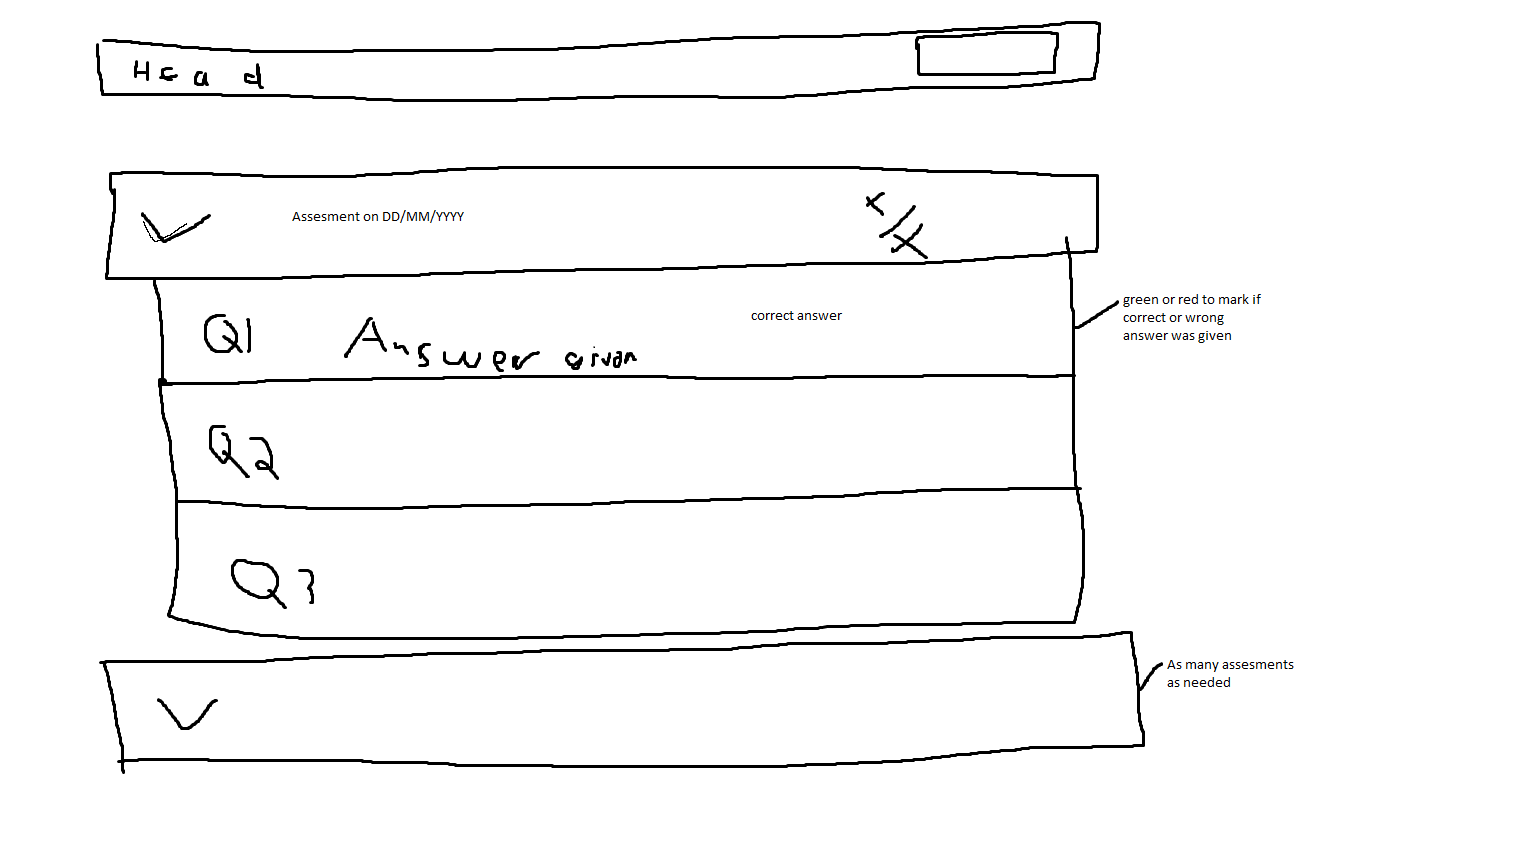 Head
Assesment on DD/MM/YYYY
x/x
Q1 Answer givan correct answer
green or red to mark if
correct or wrong
answer was given
Q2
Q3
As many assesments
as needed